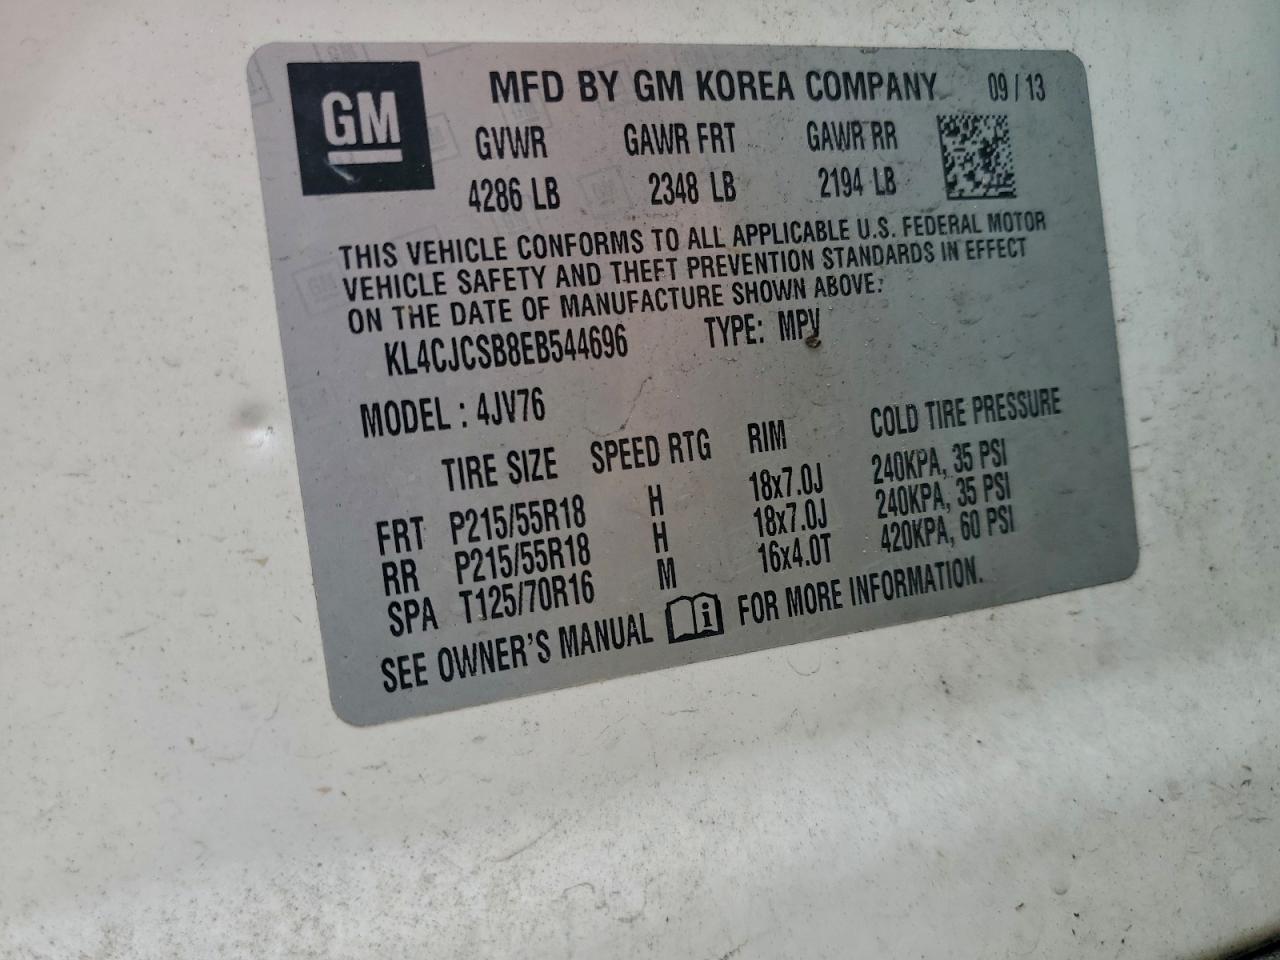 GM
MFD BY GM KOREA COMPANY 09 / 13
GVWR GAWR FRT GAWR RR
4286 LB 2348 LB 2194 LB
THIS VEHICLE CONFORMS TO ALL APPLICABLE U.S. FEDERAL MOTOR
VEHICLE SAFETY AND THEFT PREVENTION STANDARDS IN EFFECT
ON THE DATE OF MANUFACTURE SHOWN ABOVE:
KL4CJCSB8EB544696 TYPE: MPV
MODEL : 4JV76
TIRE SIZE SPEED RTG RIM COLD TIRE PRESSURE
FRT P215/55R18 H 18x7.0J 240KPA, 35 PSI
RR P215/55R18 H 18x7.0J 240KPA, 35 PSI
SPA T125/70R16 M 16x4.0T 420KPA, 60 PSI
SEE OWNER'S MANUAL FOR MORE INFORMATION.